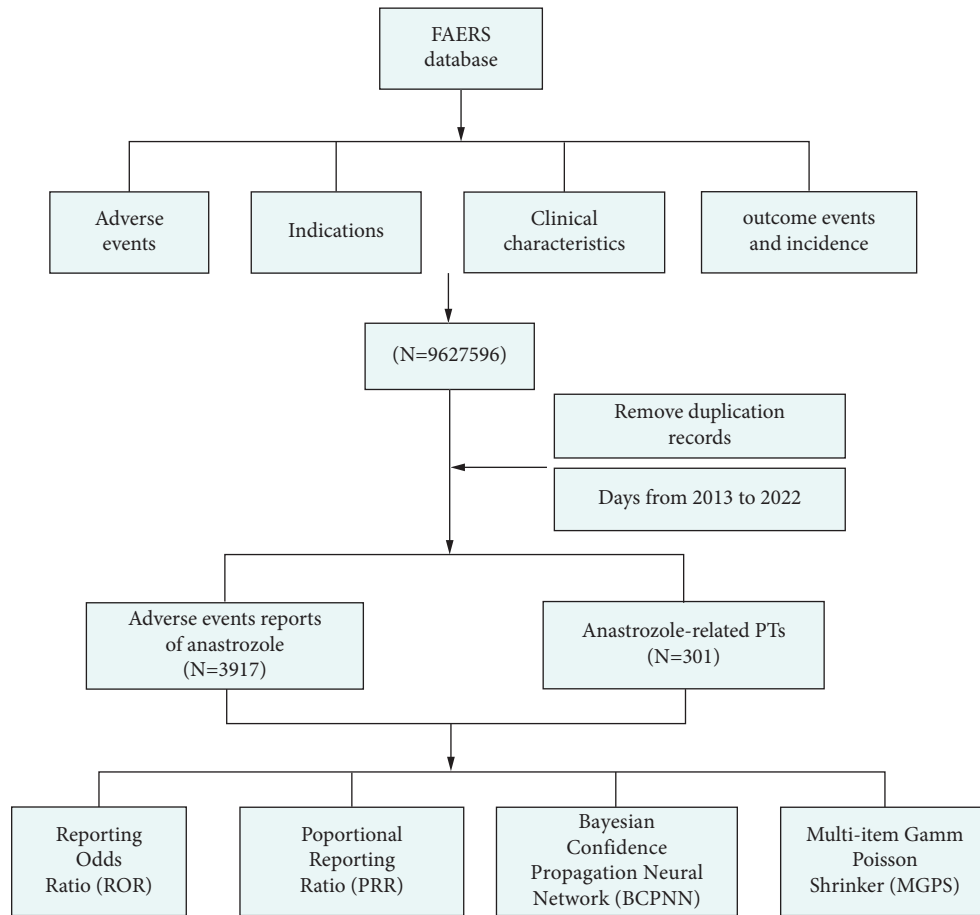 FAERS
database
Adverse
events
Indications
Clinical
characteristics
outcome events
and incidence
(N=9627596)
Remove duplication
records
Days from 2013 to 2022
Adverse events reports
of anastrozole
(N=3917)
Anastrozole-related PTs
(N=301)
Reporting
Odds
Ratio (ROR)
Poportional
Reporting
Ratio (PRR)
Bayesian
Confidence
Propagation Neural
Network (BCPNN)
Multi-item Gamm
Poisson
Shrinker (MGPS)